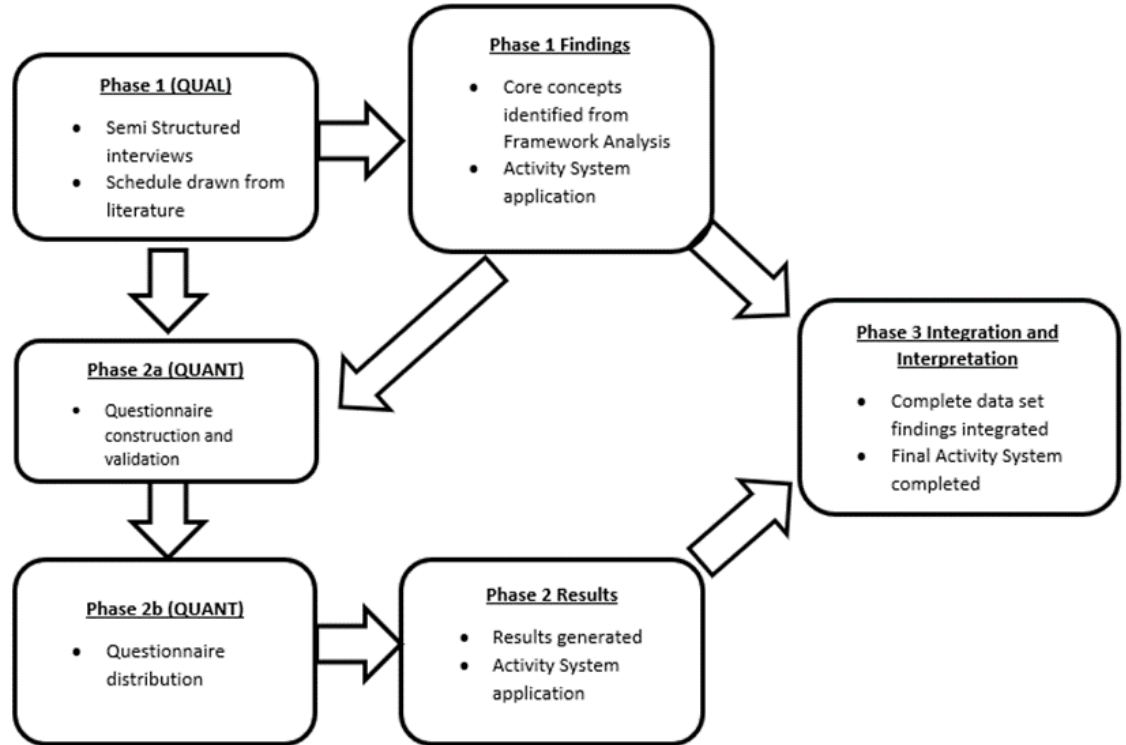 Phase 1 (QUAL)
• Semi Structured
interviews
• Schedule drawn from
literature
Phase 1 Findings
• Core concepts
identified from
Framework Analysis
• Activity System
application
Phase 2a (QUANT)
• Questionnaire
construction and
validation
Phase 3 Integration and
Interpretation
• Complete data set
findings integrated
• Final Activity System
completed
Phase 2b (QUANT)
• Questionnaire
distribution
Phase 2 Results
• Results generated
• Activity System
application